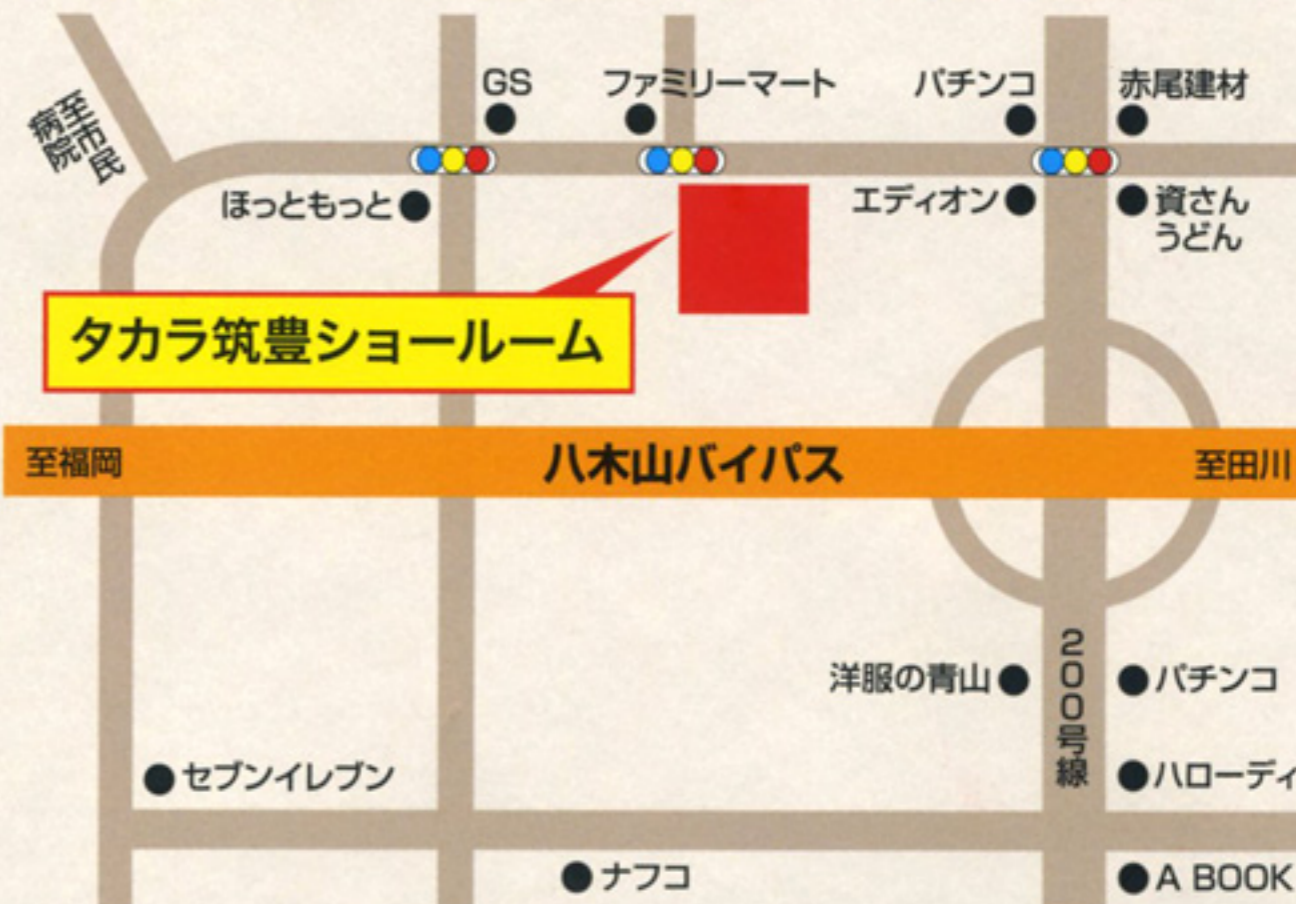 GS
ファミリーマート
パチンコ
赤尾建材
至市民
病院
ほっともっと
エディオン
資さん
うどん
タカラ筑豊ショールーム
至福岡
八木山バイパス
至田川
200号線
洋服の青山
パチンコ
セブンイレブン
ハローディ
ナフコ
A BOOK